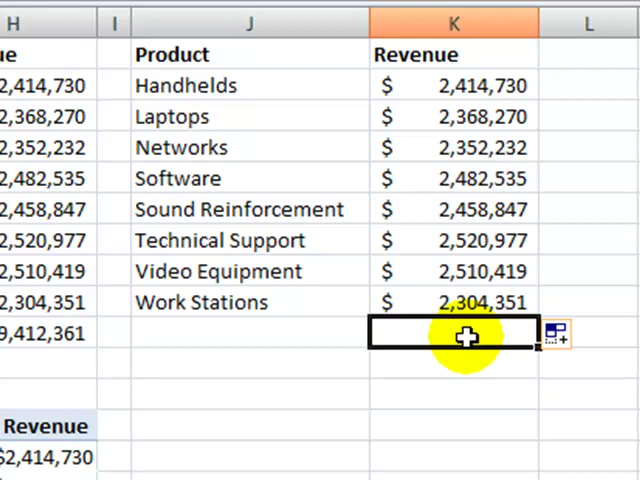 H I J K L
ue Product Revenue
2,414,730 Handhelds $ 2,414,730
2,368,270 Laptops $ 2,368,270
2,352,232 Networks $ 2,352,232
2,482,535 Software $ 2,482,535
2,458,847 Sound Reinforcement $ 2,458,847
2,520,977 Technical Support $ 2,520,977
2,510,419 Video Equipment $ 2,510,419
2,304,351 Work Stations $ 2,304,351
9,412,361
Revenue
$2,414,730